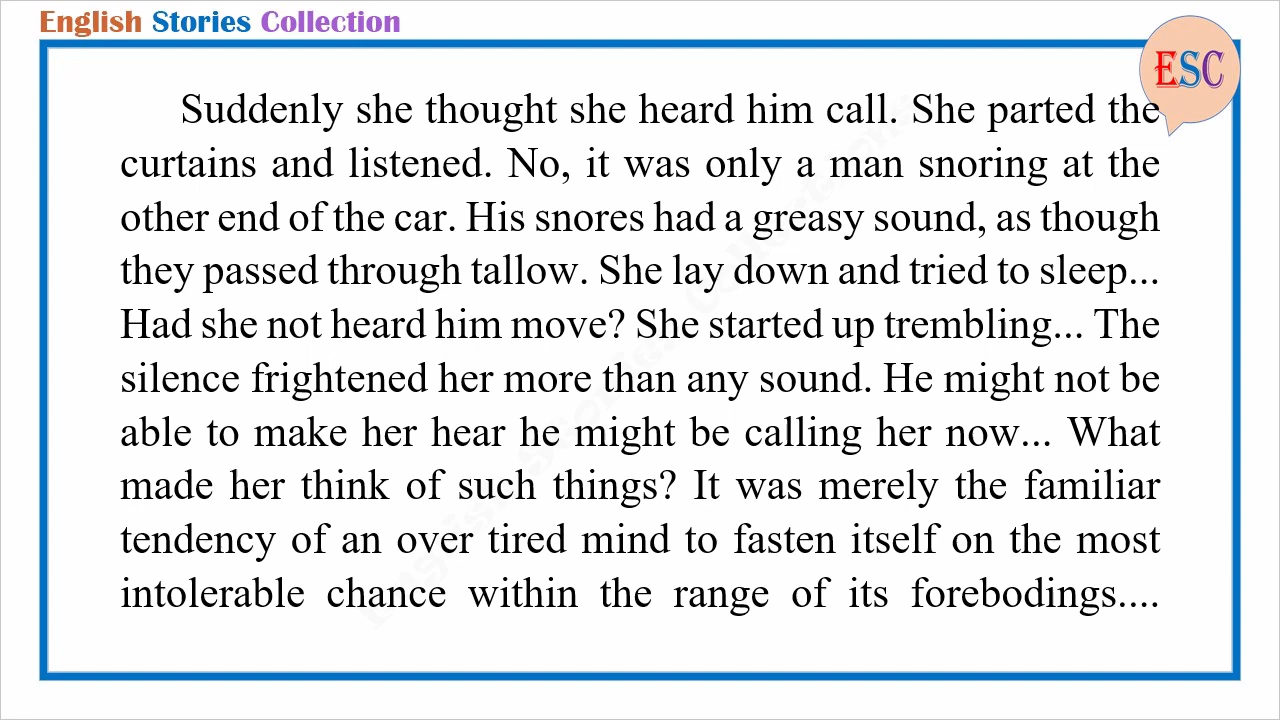 English Stories Collection
ESC
Suddenly she thought she heard him call. She parted the
curtains and listened. No, it was only a man snoring at the
other end of the car. His snores had a greasy sound, as though
they passed through tallow. She lay down and tried to sleep...
Had she not heard him move? She started up trembling... The
silence frightened her more than any sound. He might not be
able to make her hear he might be calling her now... What
made her think of such things? It was merely the familiar
tendency of an over tired mind to fasten itself on the most
intolerable chance within the range of its forebodings....